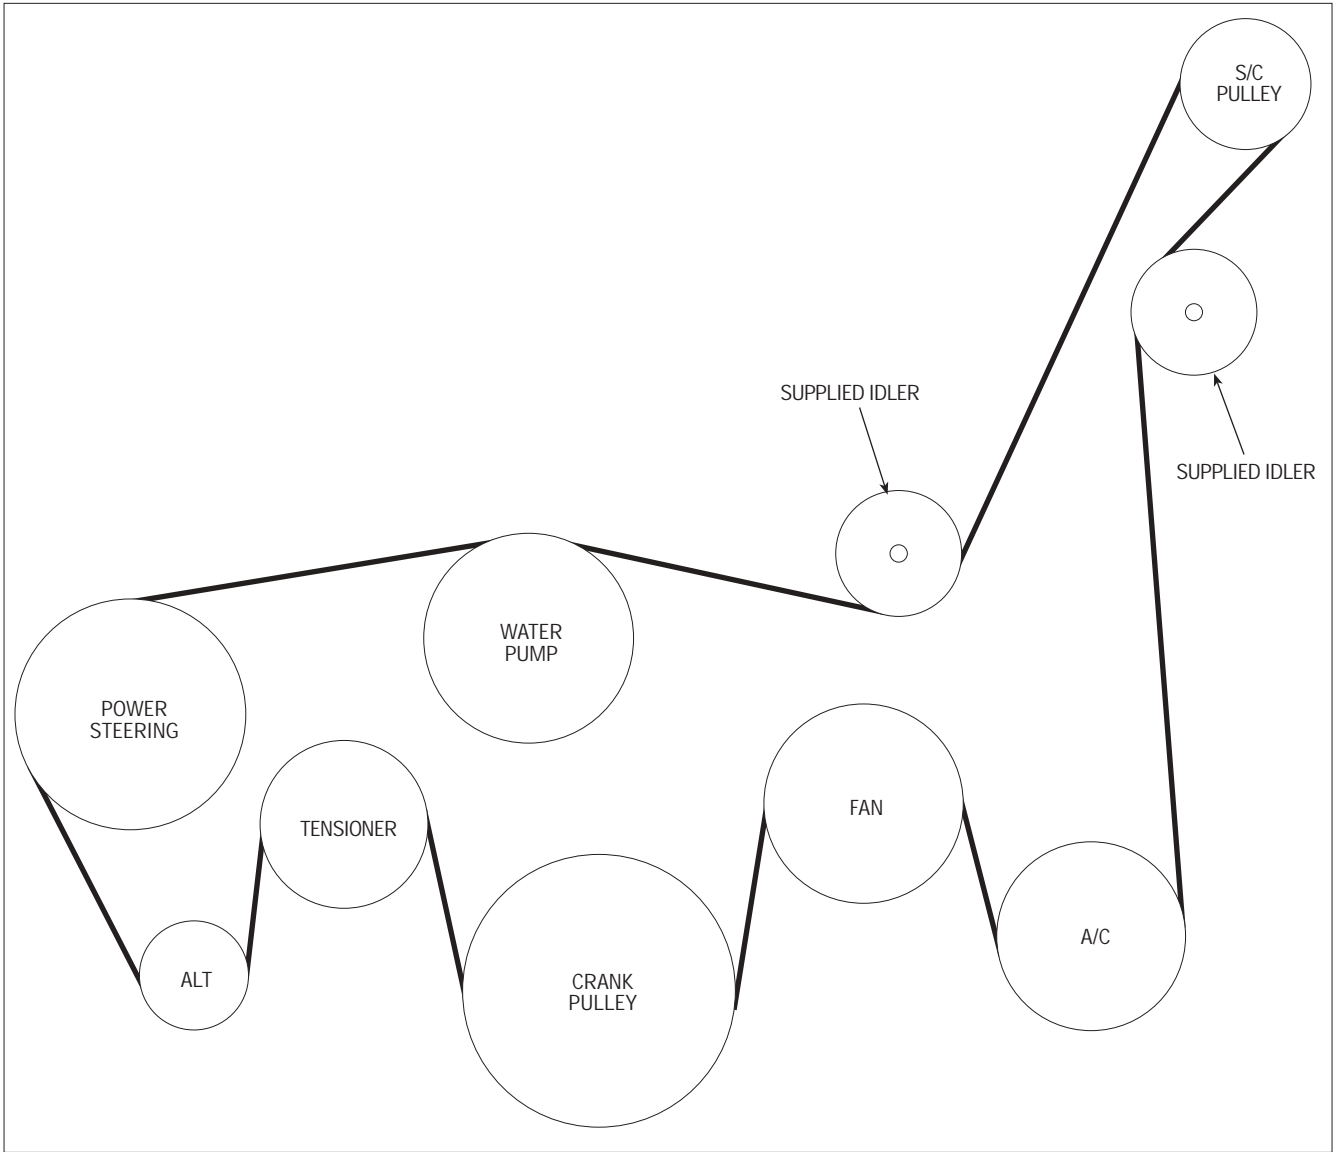 S/C
PULLEY
SUPPLIED IDLER
SUPPLIED IDLER
WATER
PUMP
POWER
STEERING
TENSIONER
FAN
A/C
ALT
CRANK
PULLEY